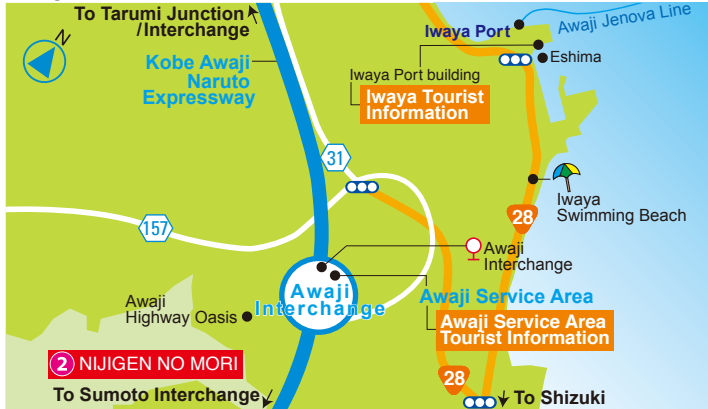 To Tarumi Junction
/Interchange
N
Kobe Awaji
Naruto
Expressway
Iwaya Port
Awaji Jenova Line
Eshima
Iwaya Port building
Iwaya Tourist
Information
31
Iwaya
Swimming Beach
28
157
Awaji
Interchange
Awaji
Interchange
Awaji Service Area
Awaji Service Area
Tourist Information
Awaji
Highway Oasis
2 NIJIGEN NO MORI
28
To Sumoto Interchange
To Shizuki